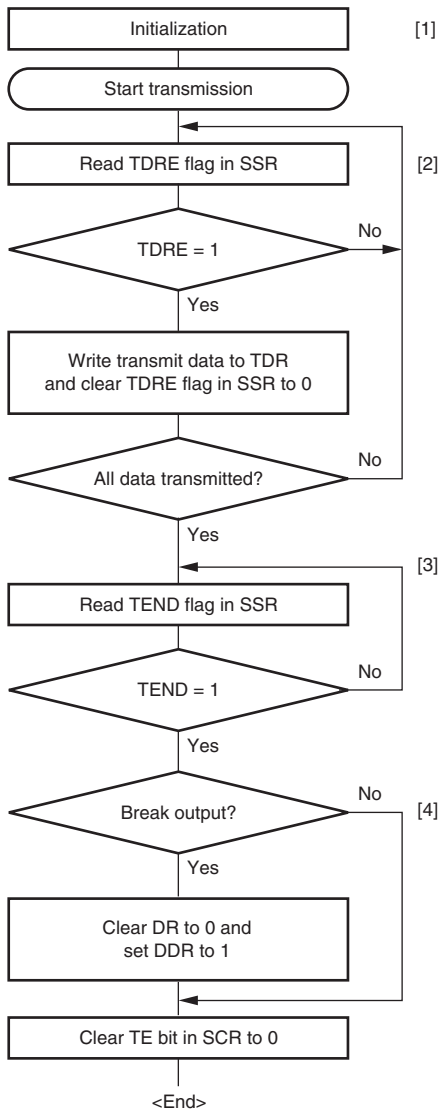 Initialization
[1]
Start transmission
Read TDRE flag in SSR
[2]
TDRE = 1
No
Yes
Write transmit data to TDR
and clear TDRE flag in SSR to 0
All data transmitted?
No
Yes
[3]
Read TEND flag in SSR
TEND = 1
No
Yes
Break output?
No
[4]
Yes
Clear DR to 0 and
set DDR to 1
Clear TE bit in SCR to 0
<End>